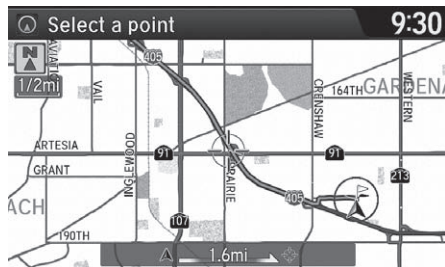 Select a point
9:30
405
N
1/2mi
AVIATION
VAIL
164TH
GARDENA
CRENSHAW
WESTERN
ARTESIA
91
91
GRANT
INGLEWOOD
PRAIRIE
213
ACH
405
107
190TH
1.6mi